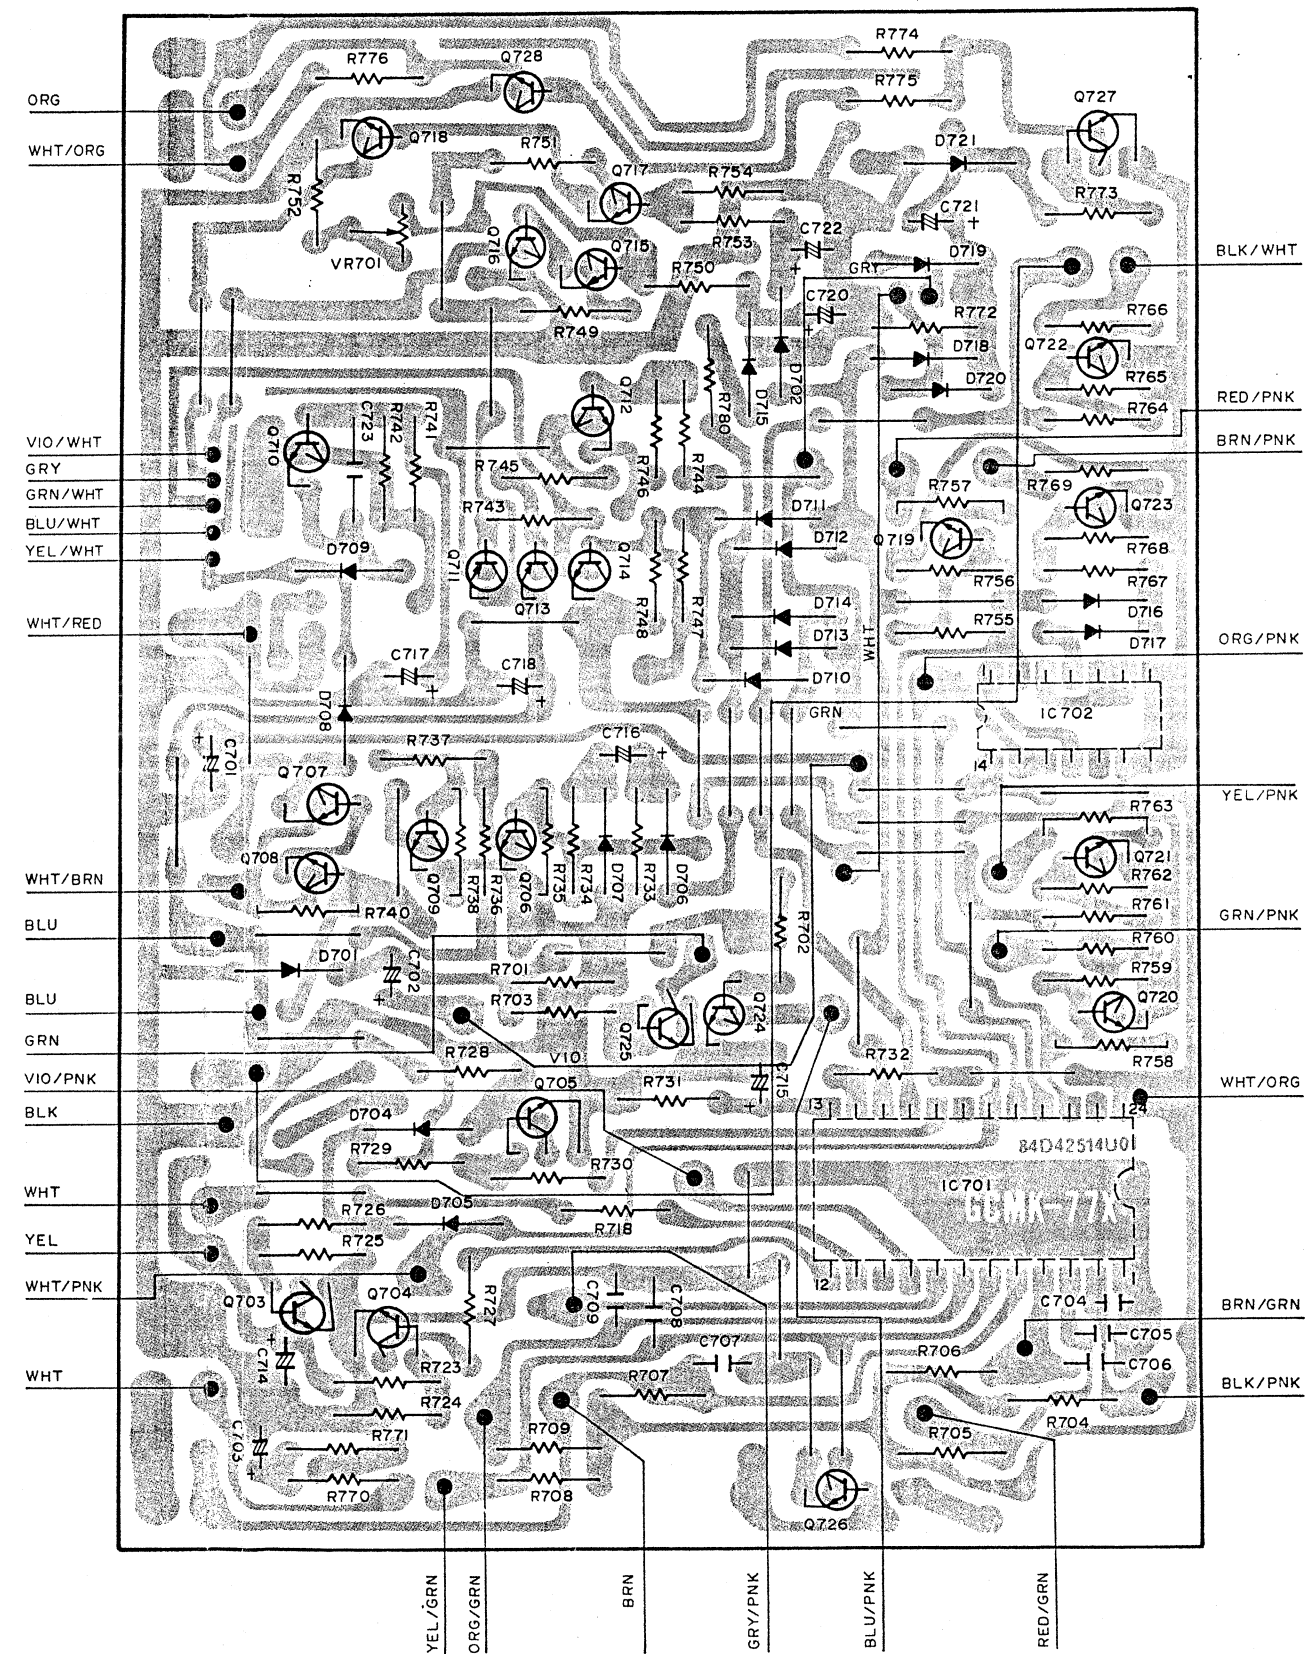 R774
R776
Q728
R775
ORG
Q727
Q718
WHT/ORG
R751
D721
Q717
R754
R752
R773
C721
R753
C722
Q716
Q715
VR701
D719
BLK/WHT
R750
GRY
C720
R749
R772
R766
Q722
D718
R765
D720
R780
D715
D702
Q712
RED/PNK
R764
C723
R742
R741
Q710
VIO/WHT
BRN/PNK
GRY
R745
R746
R744
R769
R757
GRN/WHT
R743
D711
Q723
BLU/WHT
D712
Q719
R768
YEL/WHT
D709
Q711
Q713
Q714
R756
R767
R748
R747
D714
D716
WHT/RED
D713
WHT
R755
D717
ORG/PNK
C717
C718
D710
D708
GRN
IC702
C701
R737
C716
14
Q707
YEL/PNK
R763
Q708
Q721
WHT/BRN
R762
Q709
R738
R736
Q706
R735
R734
D707
R733
D706
R740
R761
GRN/PNK
BLU
R702
R760
D701
C702
R701
R759
BLU
R703
Q725
Q724
Q720
GRN
R728
VIO
R732
R758
VIO/PNK
Q705
R731
C715
WHT/ORG
13
24
BLK
D704
84D42514U01
R729
R730
IC701
WHT
D705
GCMK-77X
R726
R718
R725
YEL
WHT/PNK
12
Q703
Q704
R727
C709
C708
C704
BRN/GRN
C705
C714
C707
R706
C706
WHT
R723
R707
BLK/PNK
R724
R704
C703
R771
R709
R705
R770
R708
Q726
YEL/GRN
ORG/GRN
BRN
GRY/PNK
BLU/PNK
RED/GRN